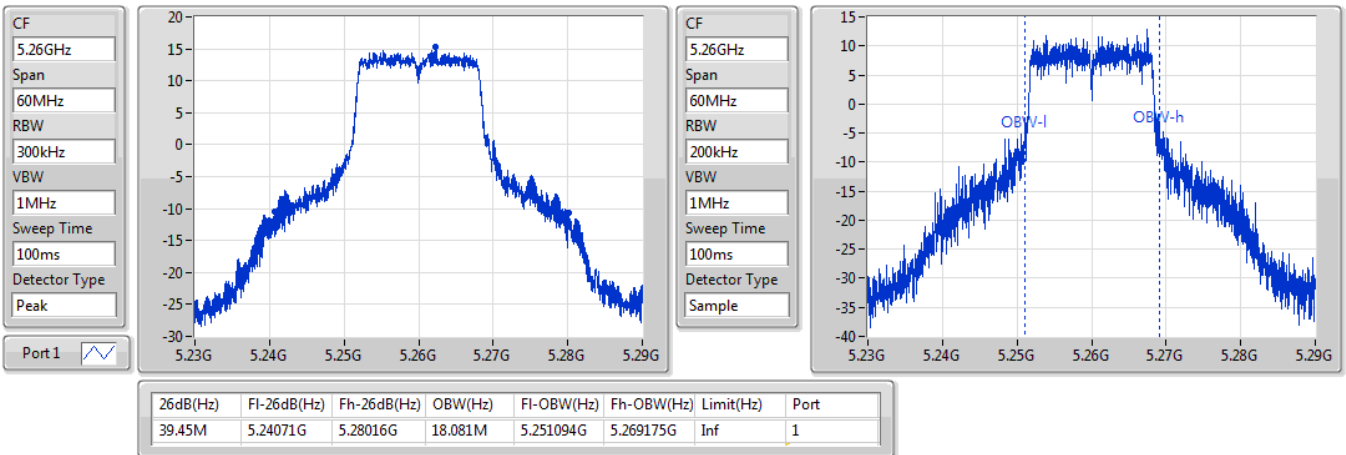 CF
5.26GHz
Span
60MHz
RBW
300kHz
VBW
1MHz
Sweep Time
100ms
Detector Type
Peak
Port 1
20
15
10
5
0
-5
-10
-15
-20
-25
-30
5.23G 5.24G 5.25G 5.26G 5.27G 5.28G 5.29G
CF
5.26GHz
Span
60MHz
RBW
200kHz
VBW
1MHz
Sweep Time
100ms
Detector Type
Sample
15
10
5
0
-5
-10
-15
-20
-25
-30
-35
-40
OBW-l OBW-h
5.23G 5.24G 5.25G 5.26G 5.27G 5.28G 5.29G
26dB(Hz) Fl-26dB(Hz) Fh-26dB(Hz) OBW(Hz) Fl-OBW(Hz) Fh-OBW(Hz) Limit(Hz) Port
39.45M 5.24071G 5.28016G 18.081M 5.251094G 5.269175G Inf 1